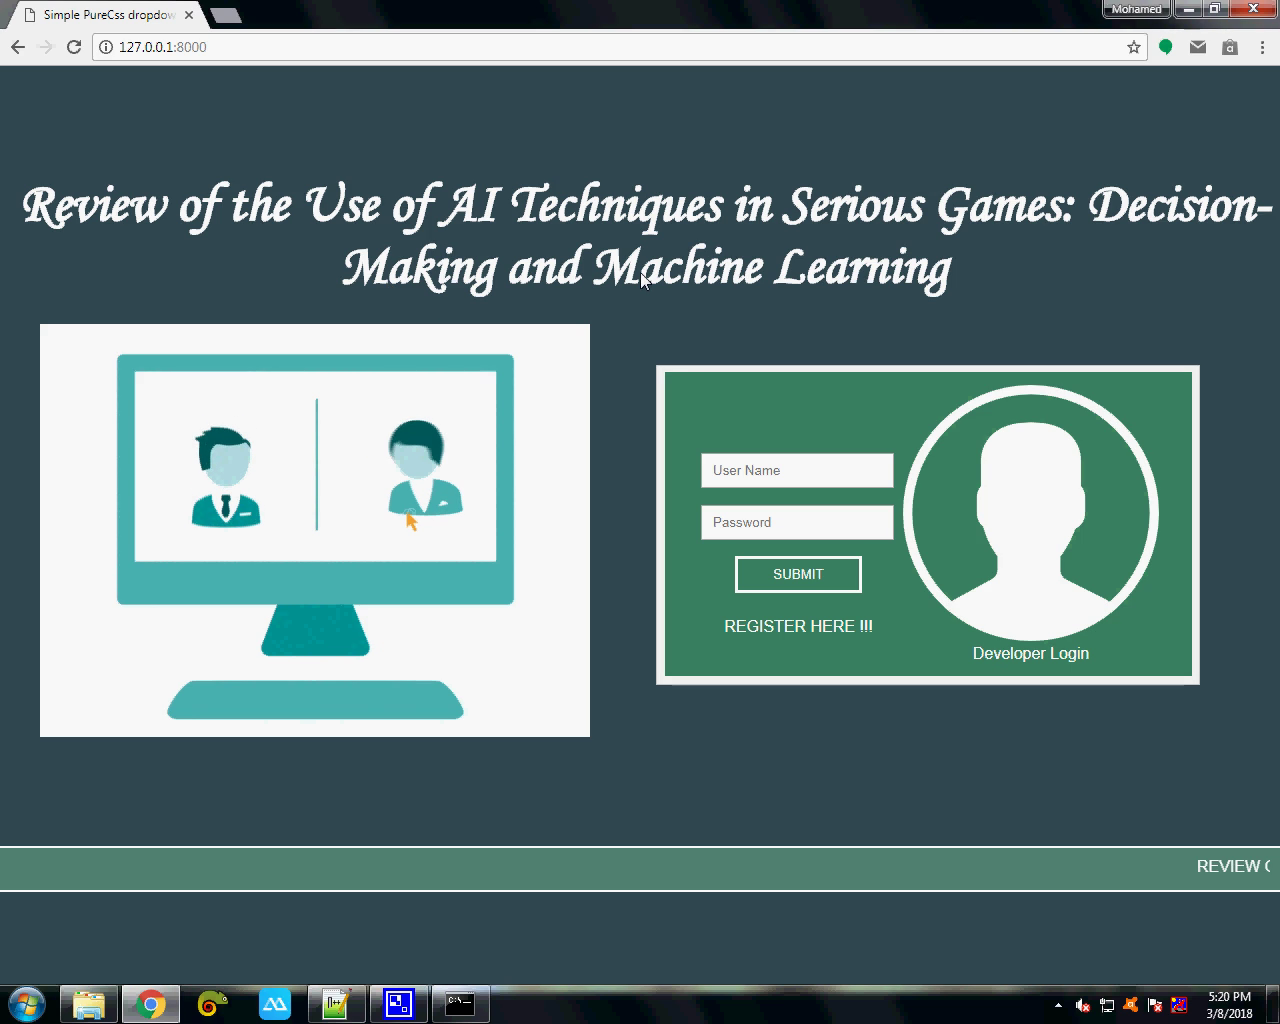 Simple PureCss dropdow
Mohamed
127.0.0.1:8000
Review of the Use of AI Techniques in Serious Games: Decision-
Making and Machine Learning
User Name
Password
SUBMIT
REGISTER HERE !!!
Developer Login
REVIEW
C:\_
5:20 PM
3/8/2018